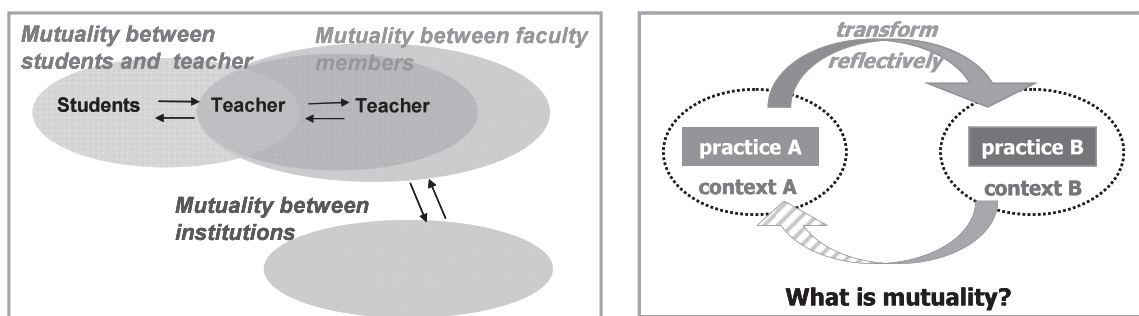 Mutuality between
students and teacher
Mutuality between faculty
members
Students
Teacher
Teacher
Mutuality between
institutions
transform
reflectively
practice A
context A
practice B
context B
What is mutuality?